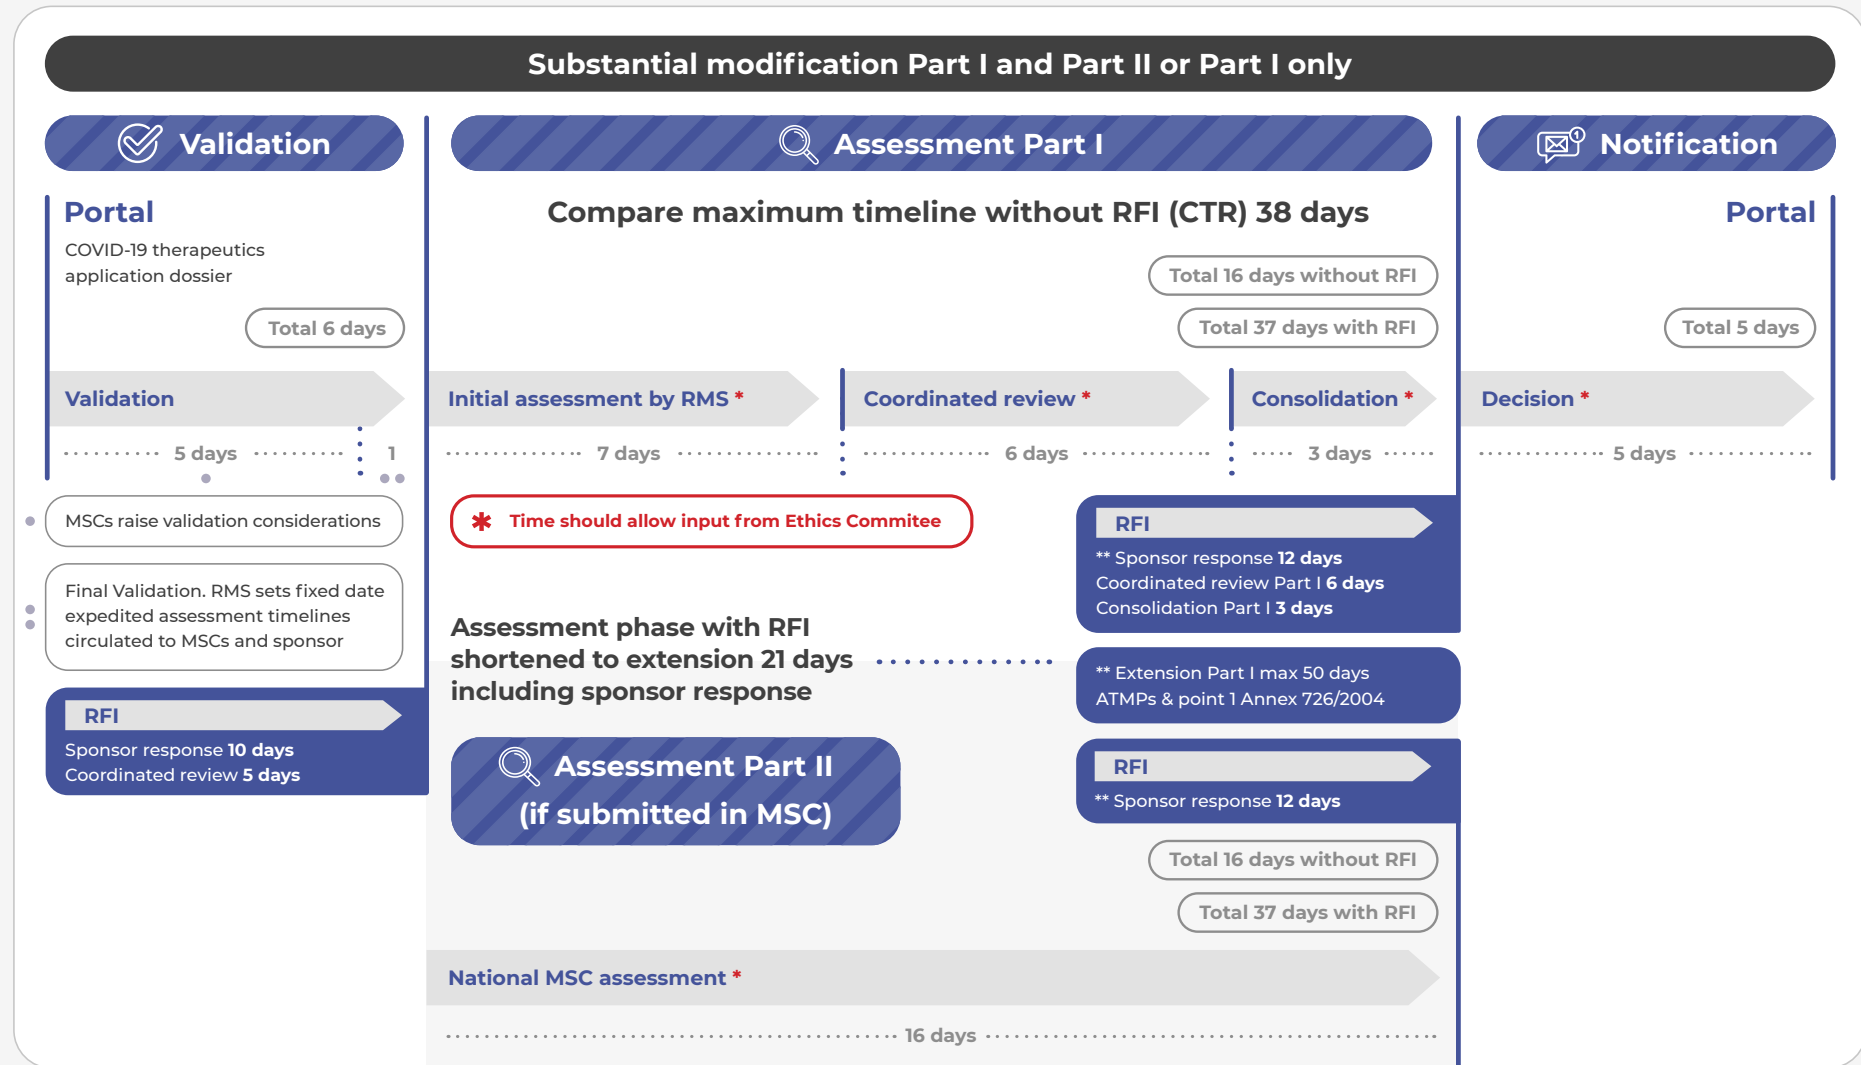 Substantial modification Part I and Part II or Part I only
Validation
Portal
COVID-19 therapeutics
application dossier
Total 6 days
Validation
5 days
1
MSCs raise validation considerations
Final Validation. RMS sets fixed date
expedited assessment timelines
circulated to MSCs and sponsor
RFI
Sponsor response 10 days
Coordinated review 5 days
Assessment Part I
Compare maximum timeline without RFI (CTR) 38 days
Total 16 days without RFI
Total 37 days with RFI
Initial assessment by RMS *
Coordinated review *
Consolidation *
7 days
6 days
3 days
* Time should allow input from Ethics Commitee
RFI
** Sponsor response 12 days
Coordinated review Part I 6 days
Consolidation Part I 3 days
Assessment phase with RFI
shortened to extension 21 days
including sponsor response
** Extension Part I max 50 days
ATMPs & point 1 Annex 726/2004
Assessment Part II
(if submitted in MSC)
RFI
** Sponsor response 12 days
Total 16 days without RFI
Total 37 days with RFI
National MSC assessment *
16 days
Notification
1
Portal
Total 5 days
Decision *
5 days